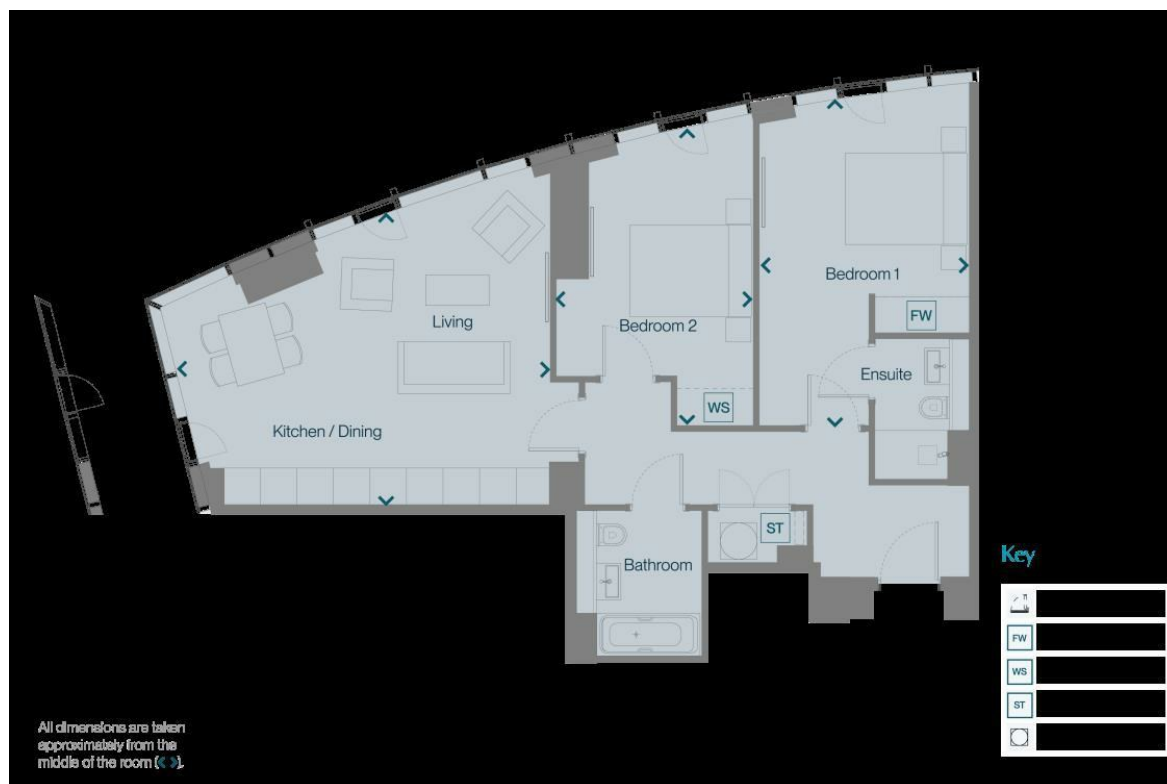 Bedroom 1
Living
Bedroom 2
FW
Ensuite
WS
Kitchen / Dining
ST
Bathroom
Key
FW
WS
ST
All dimensions are taken
approximately from the
middle of the room (< >).